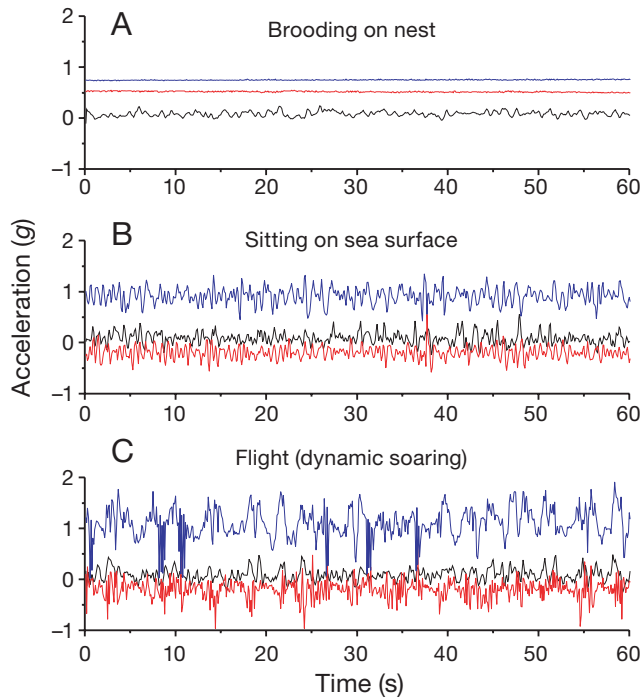 A
Brooding on nest
2
1
0
−1
0 10 20 30 40 50 60
B
Sitting on sea surface
2
1
0
−1
0 10 20 30 40 50 60
C
Flight (dynamic soaring)
2
1
0
−1
0 10 20 30 40 50 60
Acceleration (g)
Time (s)